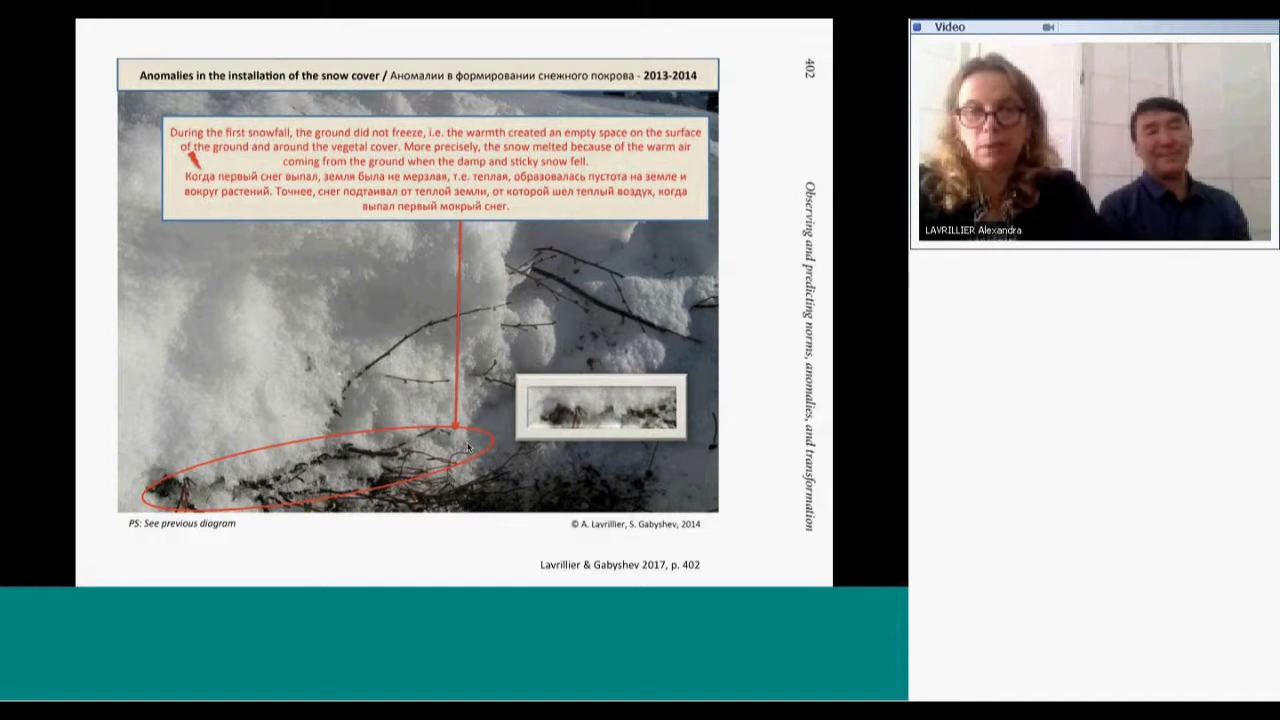 Anomalies in the installation of the snow cover / Аномалии в формировании снежного покрова - 2013-2014
During the first snowfall, the ground did not freeze, i.e. the warmth created an empty space on the surface
of the ground and around the vegetal cover. More precisely, the snow melted because of the warm air
coming from the ground when the damp and sticky snow fell.
Когда первый снег выпал, земля была не мерзлая, т.е. теплая, образовалась пустота на земле и
вокруг растений. Точнее, снег подтаивал от теплой земли, от которой шел теплый воздух, когда
выпал первый мокрый снег.
PS: See previous diagram
© A. Lavrillier, S. Gabyshev, 2014
Lavrillier & Gabyshev 2017, p. 402
402
Observing and predicting norms, anomalies, and transformation
Video
LAVRILLIER Alexandra